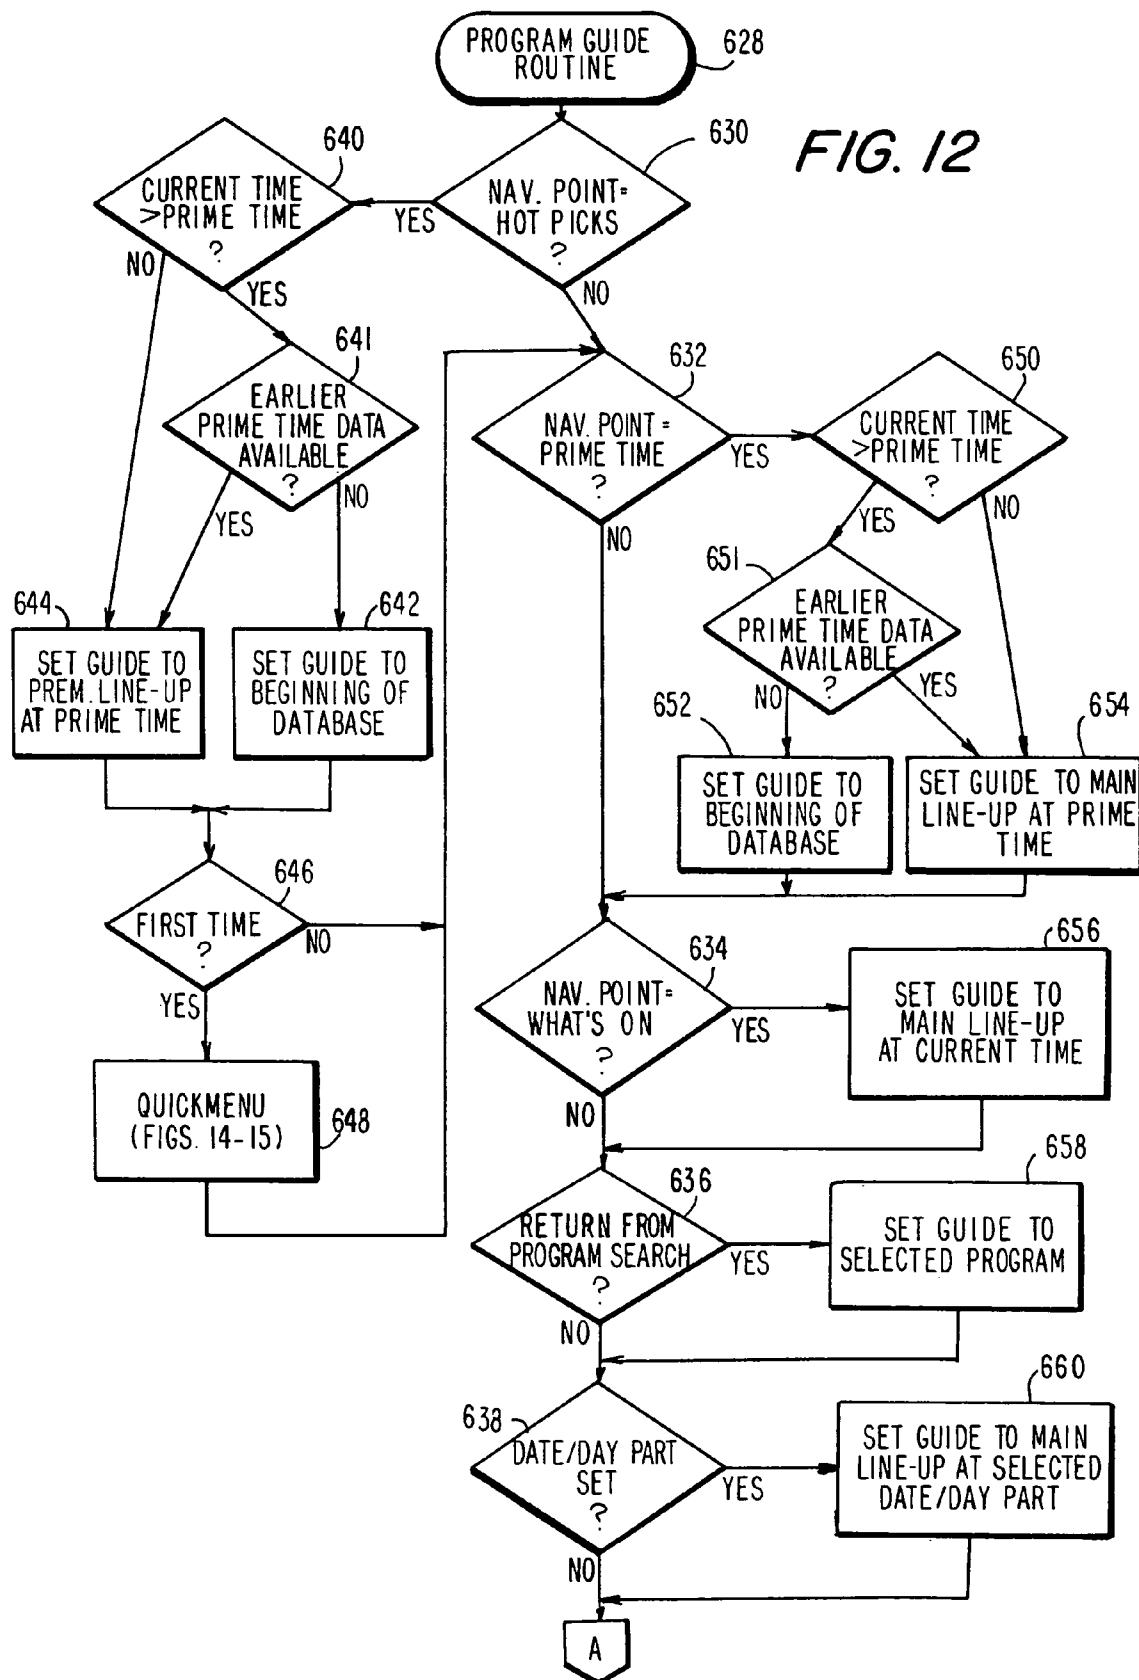 PROGRAM GUIDE
ROUTINE
628
FIG. 12
630
NAV. POINT=
HOT PICKS
?
YES
NO
640
CURRENT TIME
>PRIME TIME
?
NO
YES
641
EARLIER
PRIME TIME DATA
AVAILABLE
?
YES
NO
632
NAV. POINT=
PRIME TIME
?
YES
NO
650
CURRENT TIME
>PRIME TIME
?
YES
NO
651
EARLIER
PRIME TIME DATA
AVAILABLE
?
NO
YES
644
SET GUIDE TO
PREM. LINE-UP
AT PRIME TIME
642
SET GUIDE TO
BEGINNING OF
DATABASE
652
SET GUIDE TO
BEGINNING OF
DATABASE
654
SET GUIDE TO MAIN
LINE-UP AT PRIME
TIME
646
FIRST TIME
?
NO
YES
QUICKMENU
(FIGS. 14-15)
648
634
NAV. POINT=
WHAT'S ON
?
YES
NO
656
SET GUIDE TO
MAIN LINE-UP
AT CURRENT TIME
636
RETURN FROM
PROGRAM SEARCH
?
YES
NO
658
SET GUIDE TO
SELECTED PROGRAM
638
DATE/DAY PART
SET
?
YES
NO
660
SET GUIDE TO MAIN
LINE-UP AT SELECTED
DATE/DAY PART
A